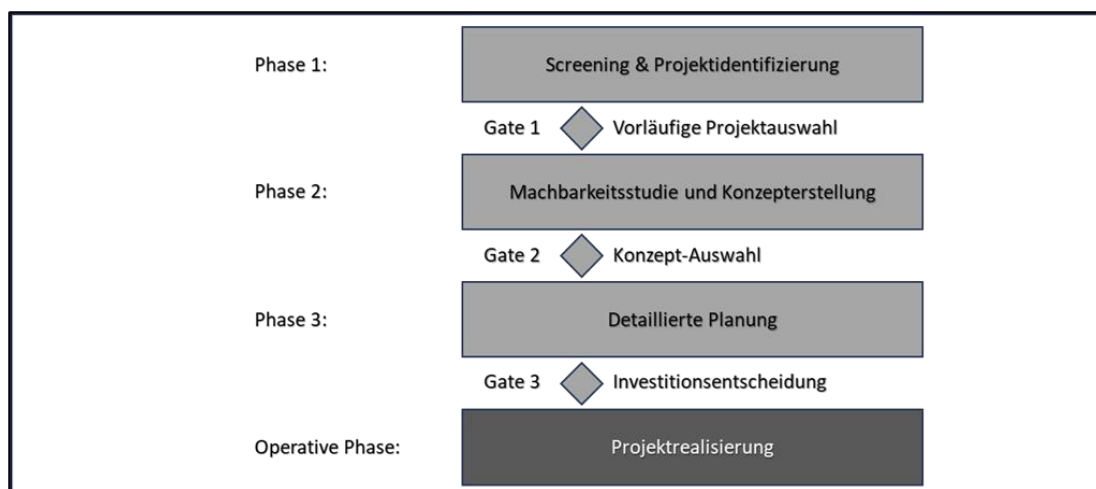 Phase 1: Screening & Projektidentifizierung
Gate 1 Vorläufige Projektauswahl
Phase 2: Machbarkeitsstudie und Konzepterstellung
Gate 2 Konzept-Auswahl
Phase 3: Detaillierte Planung
Gate 3 Investitionsentscheidung
Operative Phase: Projektrealisierung